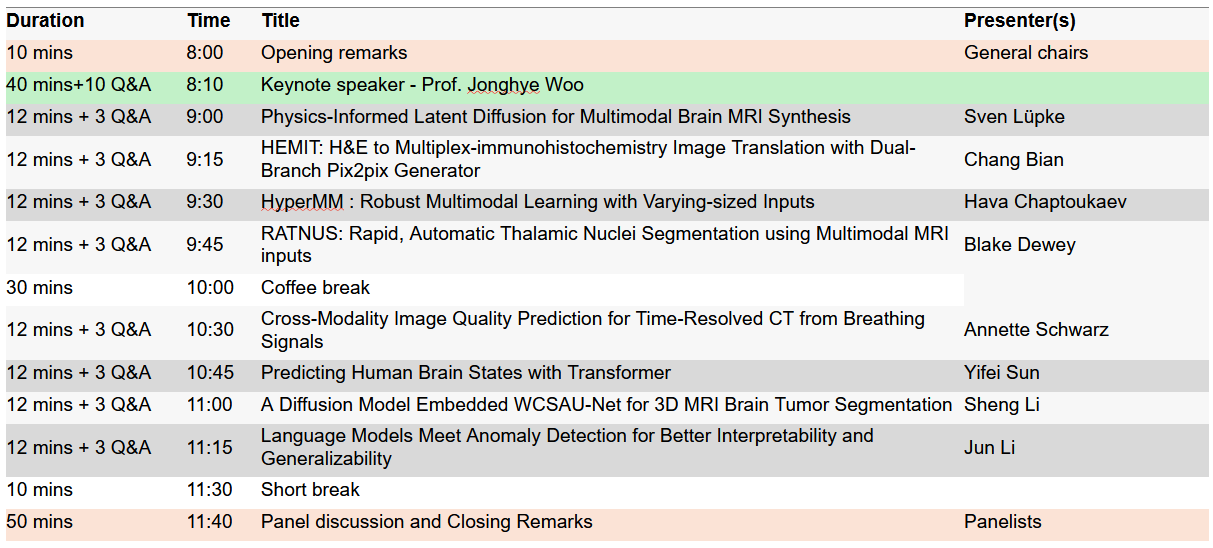 Duration Time Title Presenter(s)
10 mins 8:00 Opening remarks General chairs
40 mins+10 Q&A 8:10 Keynote speaker - Prof. Jonghye Woo
12 mins + 3 Q&A 9:00 Physics-Informed Latent Diffusion for Multimodal Brain MRI Synthesis Sven Lüpke
12 mins + 3 Q&A 9:15 HEMIT: H&E to Multiplex-immunohistochemistry Image Translation with Dual-
Branch Pix2pix Generator Chang Bian
12 mins + 3 Q&A 9:30 HyperMM : Robust Multimodal Learning with Varying-sized Inputs Hava Chaptoukaev
12 mins + 3 Q&A 9:45 RATNUS: Rapid, Automatic Thalamic Nuclei Segmentation using Multimodal MRI
inputs Blake Dewey
30 mins 10:00 Coffee break
12 mins + 3 Q&A 10:30 Cross-Modality Image Quality Prediction for Time-Resolved CT from Breathing
Signals Annette Schwarz
12 mins + 3 Q&A 10:45 Predicting Human Brain States with Transformer Yifei Sun
12 mins + 3 Q&A 11:00 A Diffusion Model Embedded WCSAU-Net for 3D MRI Brain Tumor Segmentation Sheng Li
12 mins + 3 Q&A 11:15 Language Models Meet Anomaly Detection for Better Interpretability and
Generalizability Jun Li
10 mins 11:30 Short break
50 mins 11:40 Panel discussion and Closing Remarks Panelists